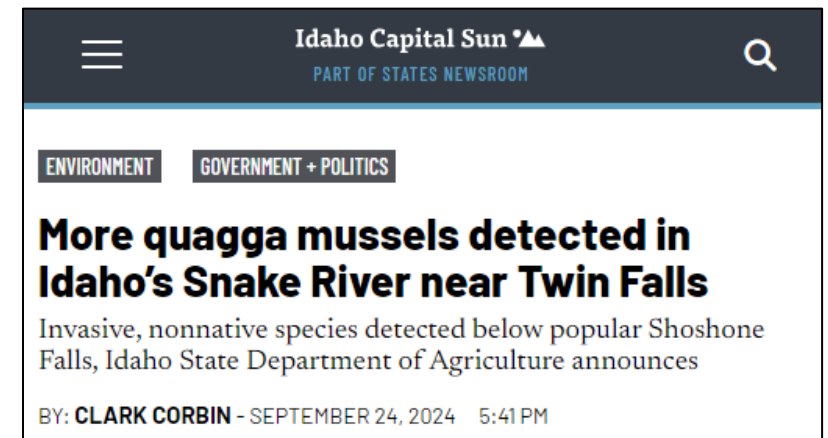 Idaho Capital Sun
PART OF STATES NEWSROOM
ENVIRONMENT GOVERNMENT + POLITICS
More quagga mussels detected in
Idaho’s Snake River near Twin Falls
Invasive, nonnative species detected below popular Shoshone
Falls, Idaho State Department of Agriculture announces
BY: CLARK CORBIN - SEPTEMBER 24, 2024 5:41 PM